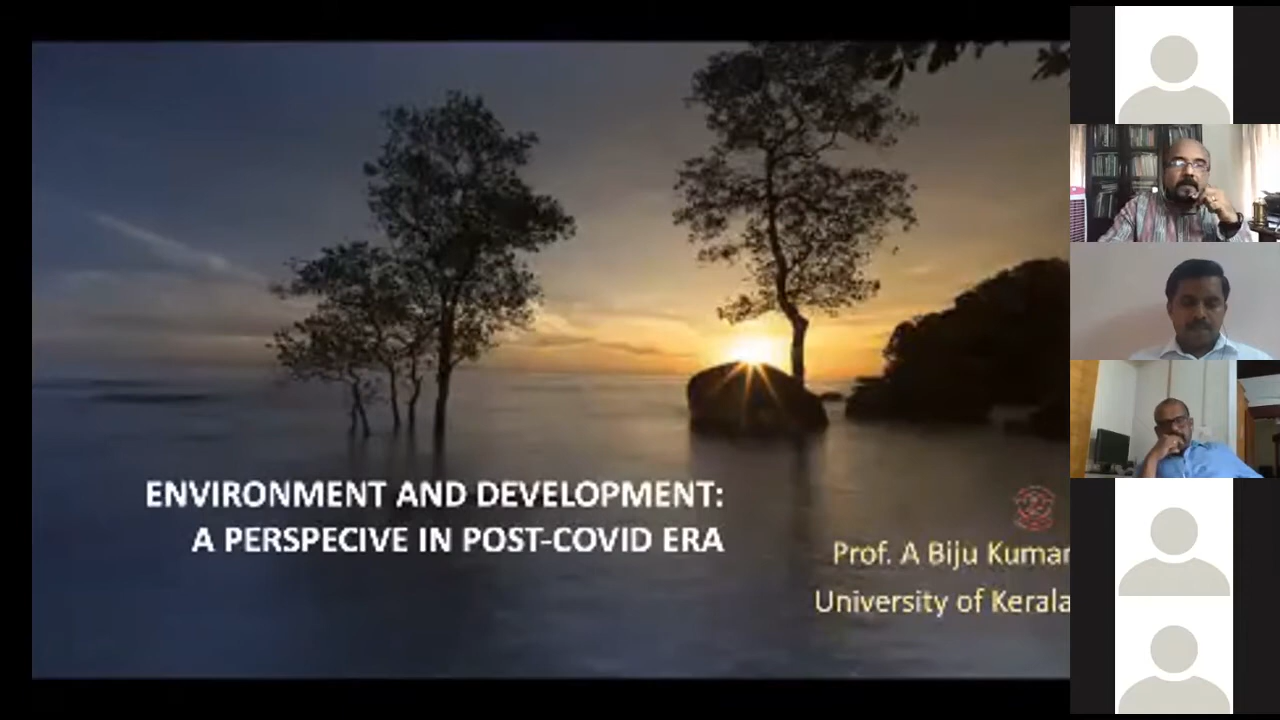 ENVIRONMENT AND DEVELOPMENT:
A PERSPECIVE IN POST-COVID ERA
Prof. A Biju Kumar
University of Kerala